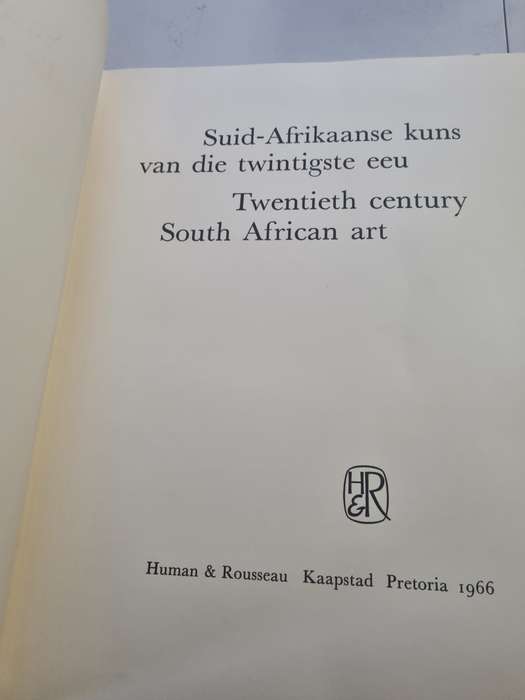 Suid-Afrikaanse kuns
van die twintigste eeu
Twentieth century
South African art
H&R
Human & Rousseau Kaapstad Pretoria 1966